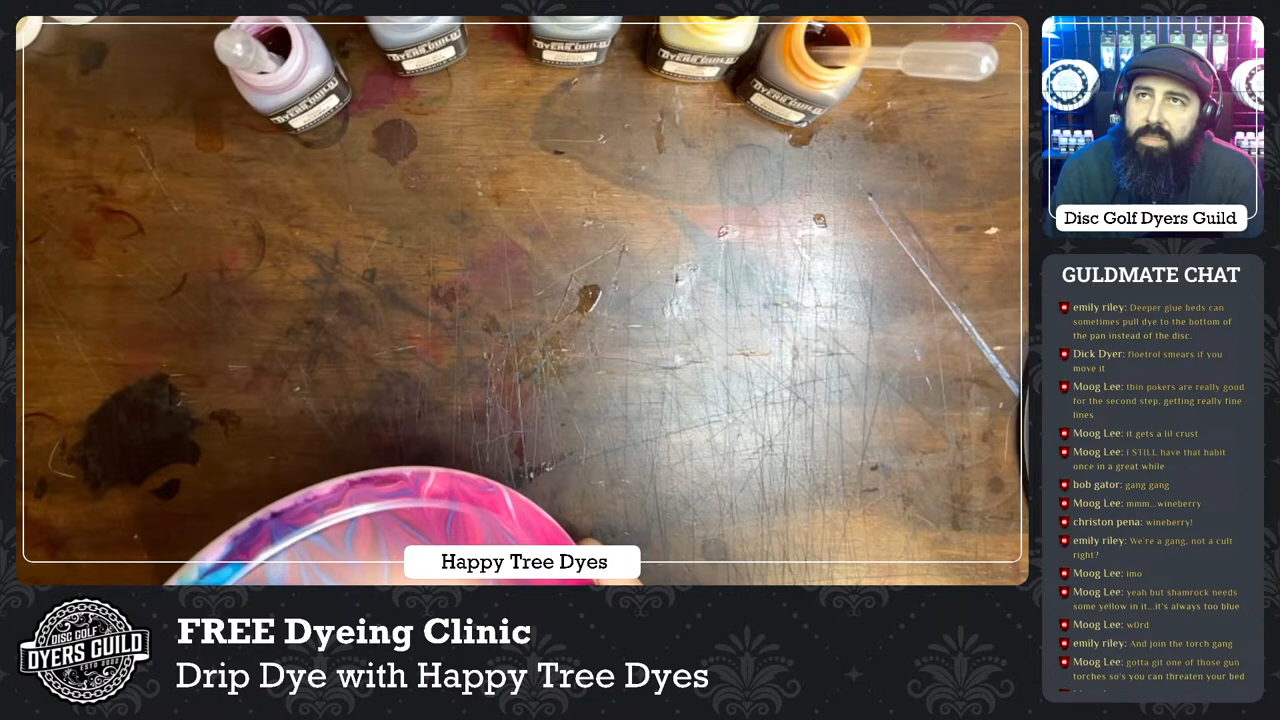 DYERS GUILD
DYERS GUILD
DYERS GUILD
DYERS GUILD
DYERS GUILD
Happy Tree Dyes
Disc Golf Dyers Guild
GULDMATE CHAT
emily riley: Deeper glue beds can
sometimes pull dye to the bottom of
the pan instead of the disc.
Dick Dyer: floetrol smears if you
move it
Moog Lee: thin pokers are really good
for the second step, getting really fine
lines
Moog Lee: it gets a lil crust
Moog Lee: i STILL have that habit
once in a great while
bob gator: gang gang
Moog Lee: mmm...wineberry
christon pena: wineberry!
emily riley: We're a gang, not a cult
right?
Moog Lee: imo
Moog Lee: yeah but shamrock needs
some yellow in it...it's always too blue
Moog Lee: w0rd
emily riley: And join the torch gang
Moog Lee: gotta git one of those gun
torches so's you can threaten your bed
DISC GOLF
DYERS GUILD
FREE Dyeing Clinic
Drip Dye with Happy Tree Dyes